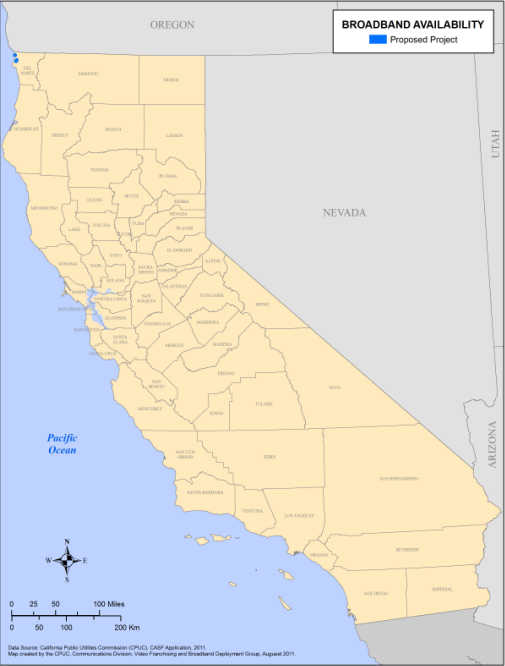 OREGON
BROADBAND AVAILABILITY
Proposed Project
DEL
NORTE
SISKIYOU
MODOC
HUMBOLDT
TRINITY
SHASTA
LASSEN
UTAH
TEHAMA
PLUMAS
MENDOCINO
GLENN
BUTTE
SIERRA
NEVADA
NEVADA
LAKE
COLUSA
YUBA
SUTTER
PLACER
SONOMA
NAPA
YOLO
EL DORADO
SACRA-
MENTO
AMADOR
ALPINE
SOLANO
CALAVERAS
MARIN
CONTRA COSTA
SAN
JOAQUIN
TUOLUMNE
MONO
SAN FRANCISCO
ALAMEDA
SAN MATEO
STANISLAUS
MARIPOSA
SANTA
CLARA
SANTA CRUZ
MERCED
MADERA
FRESNO
SAN
BENITO
INYO
MONTEREY
KINGS
TULARE
Pacific
Ocean
ARIZONA
SAN LUIS
OBISPO
KERN
SAN BERNARDINO
SANTA BARBARA
VENTURA
LOS ANGELES
ORANGE
RIVERSIDE
SAN DIEGO
IMPERIAL
N
W E
S
0 25 50 100 Miles
0 50 100 200 Km
Data Source: California Public Utilities Commission (CPUC), CASF Application, 2011.
Map created by the CPUC, Communications Division, Video Franchising and Broadband Deployment Group, Auguest 2011.